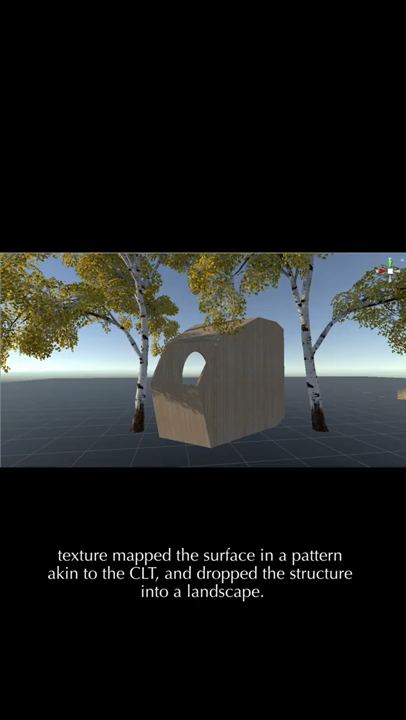 texture mapped the surface in a pattern
akin to the CLT, and dropped the structure
into a landscape.